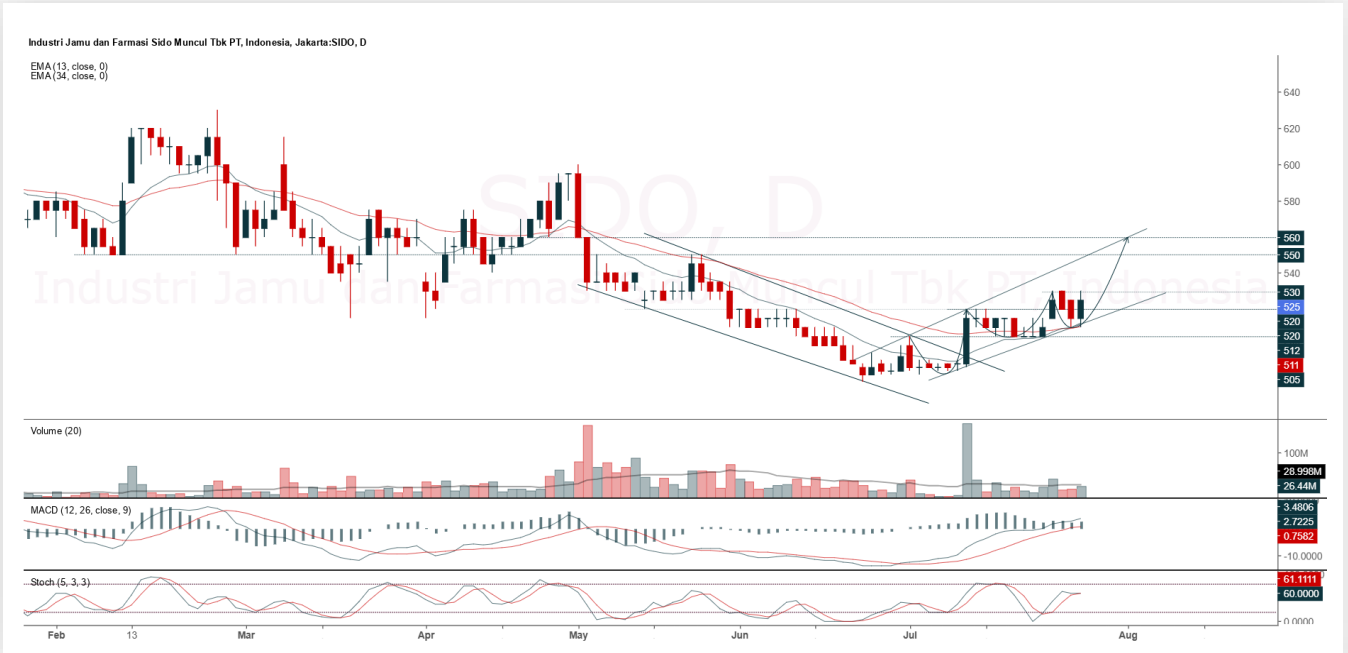 Industri Jamu dan Farmasi Sido Muncul Tbk PT, Indonesia, Jakarta:SIDO, D
EMA (13, close, 0)
EMA (34, close, 0)
SIDO, D
Industri Jamu dan Farmasi Sido Muncul Tbk PT, Indonesia
640
620
600
580
560
550
540
530
525
520
520
512
511
505
Volume (20)
100M
28.998M
26.44M
MACD (12, 26, close, 9)
3.4806
2.7225
0.7582
-10.0000
Stoch (5, 3, 3)
61.1111
60.0000
0.0000
Feb 13 Mar Apr May Jun Jul Aug